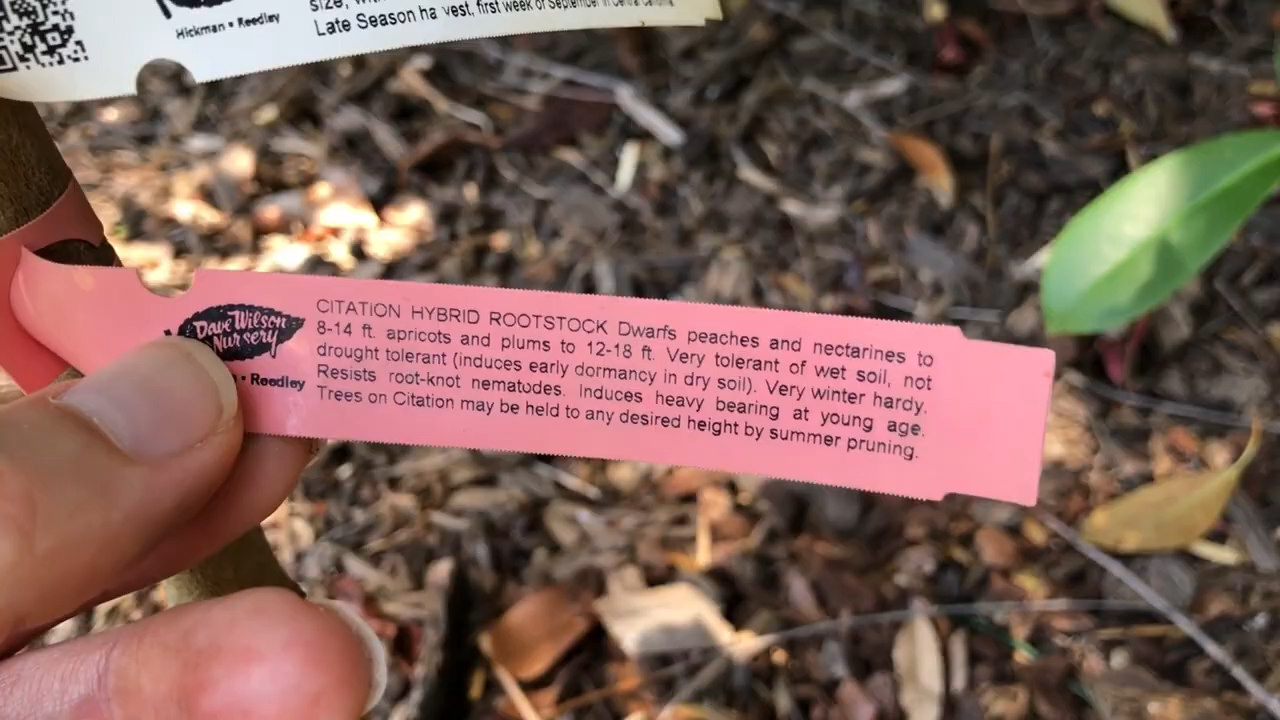 Hickman • Reedley
size, with
Late Season ha vest, first week of September in Central California.
Dave Wilson
Nursery
• Reedley
CITATION HYBRID ROOTSTOCK Dwarfs peaches and nectarines to
8-14 ft. apricots and plums to 12-18 ft. Very tolerant of wet soil, not
drought tolerant (induces early dormancy in dry soil). Very winter hardy.
Resists root-knot nematodes. Induces heavy bearing at young age.
Trees on Citation may be held to any desired height by summer pruning.